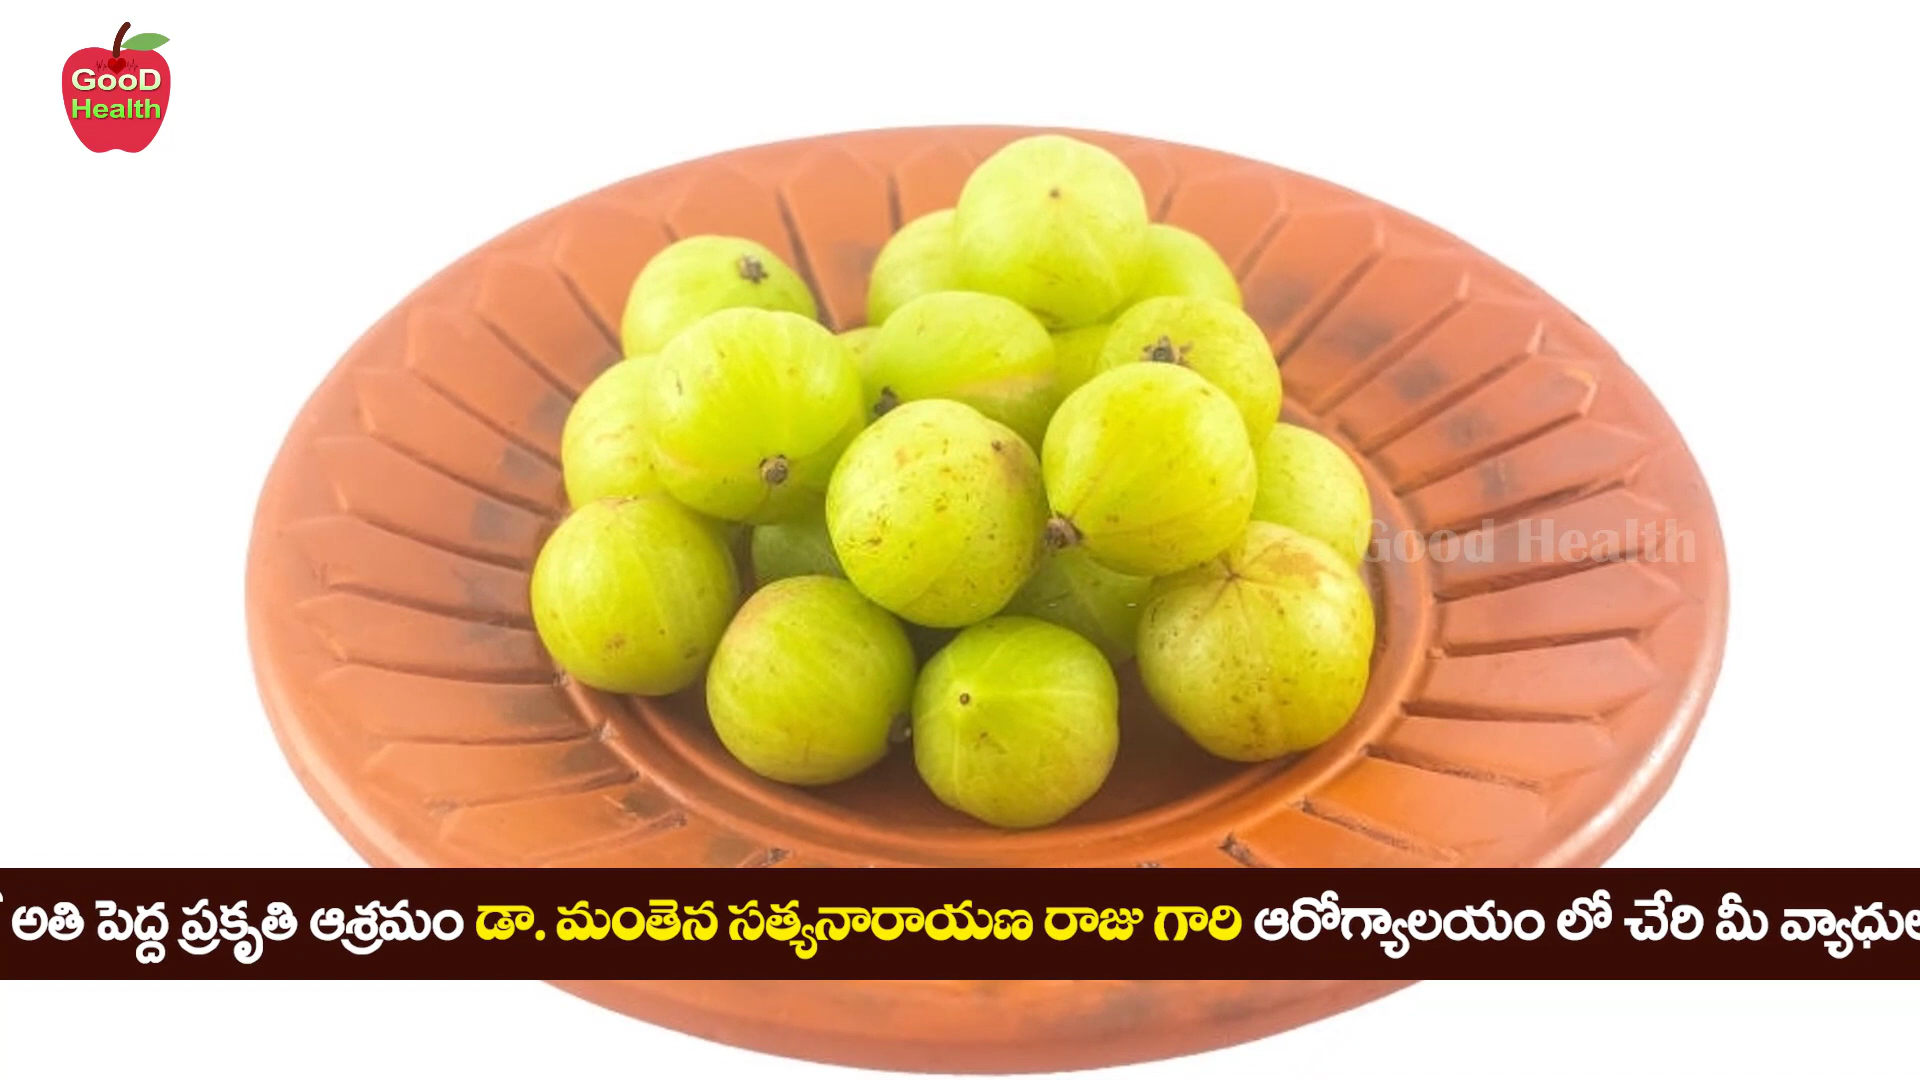 GooD
Health
Good Health
అతి పెద్ద ప్రకృతి ఆశ్రమం డా. మంతెన సత్యనారాయణ రాజు గారి ఆరోగ్యాలయం లో చేరి మీ